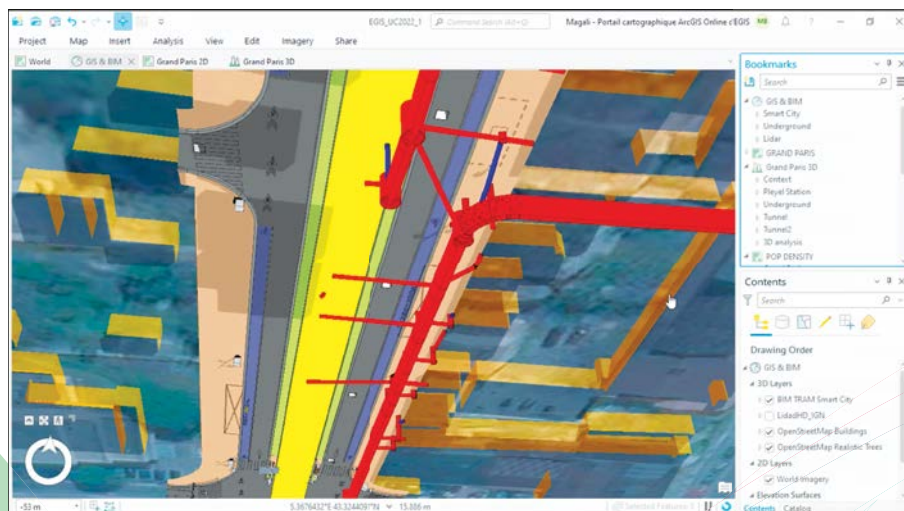 EGIS_UC2022_1
Command Search (Alt+Q)
Magali - Portail cartographique ArcGIS Online c'EGIS
MB
Project Map Insert Analysis View Edit Imagery Share
World GIS & BIM Grand Paris 2D Grand Paris 3D
Bookmarks
Search
GIS & BIM
Smart City
Underground
Lidar
GRAND PARIS
Grand Paris 3D
Context
Pleyel Station
Underground
Tunnel
Tunnel2
3D analysis
POP DENSITY
Contents
Search
Drawing Order
GIS & BIM
3D Layers
BIM TRAM Smart City
LidadHD_IGN
OpenStreetMap Buildings
OpenStreetMap Realistic Trees
2D Layers
World Imagery
Elevation Surfaces
-53 m
5.3676432°E 43.3244097°N
15.886 m
Selected Features:
Contents Catalog